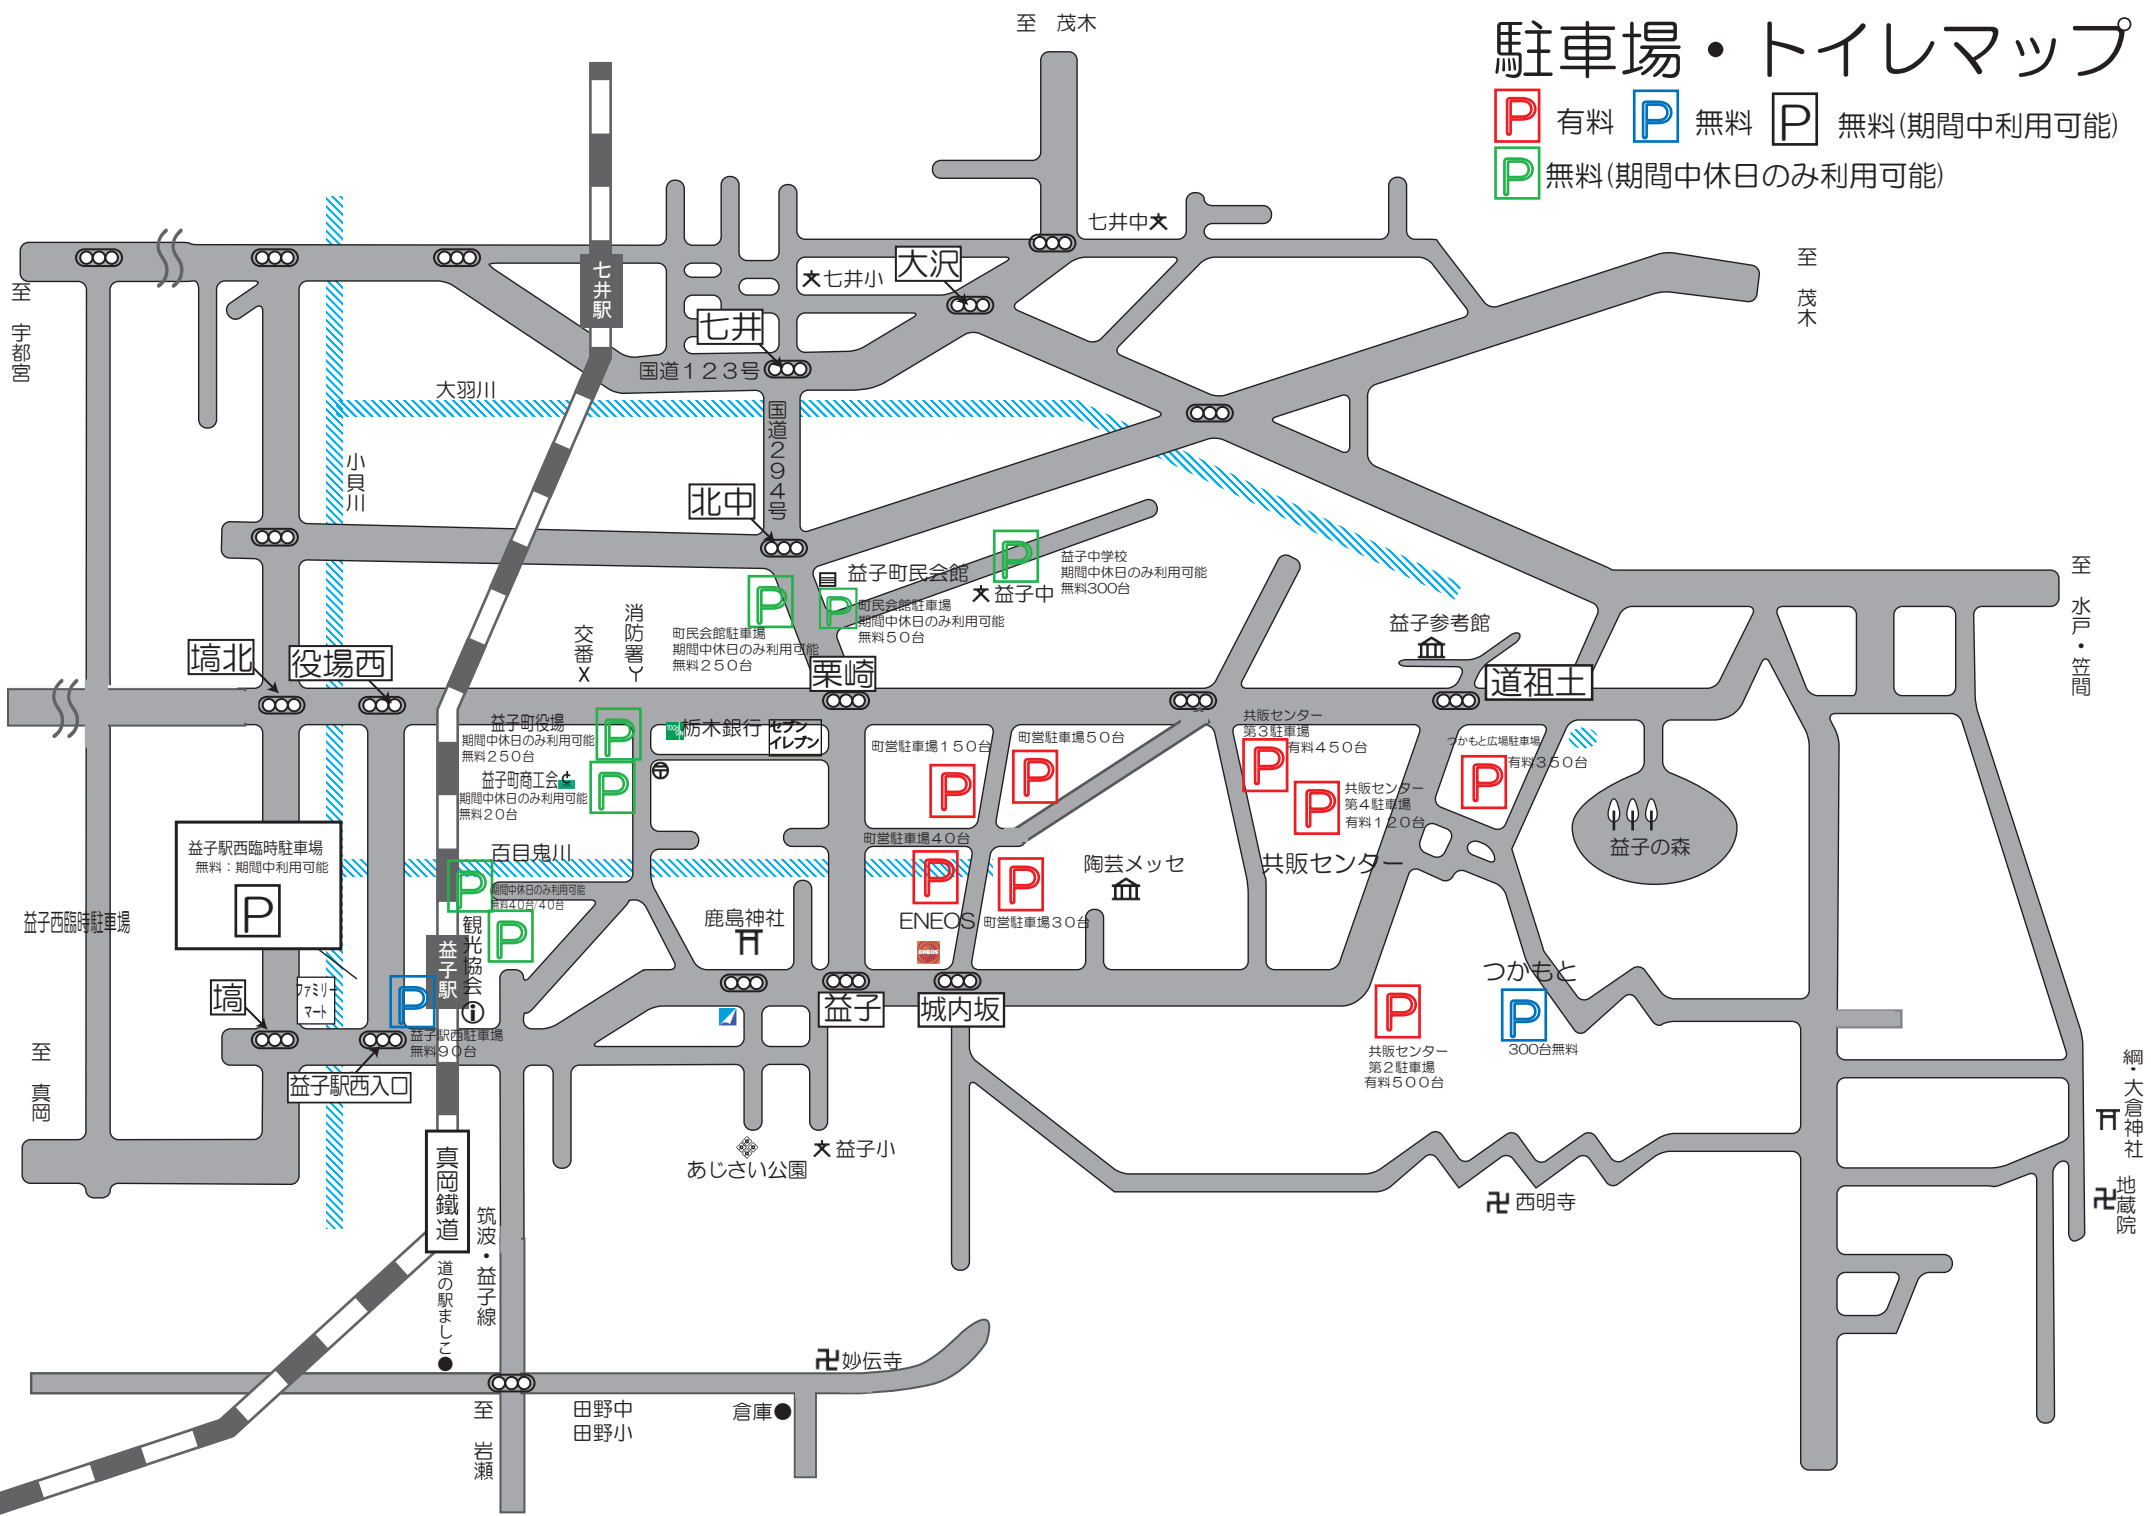 駐車場・トイレマップ
P 有料 P 無料 P 無料(期間中利用可能)
P 無料(期間中休日のみ利用可能)
至 茂木
七井中
至 茂木
至 宇都宮
七井駅
七井小
大沢
七井
国道123号
大羽川
国道294号
小貝川
北中
益子町民会館
町民会館駐車場
期間中休日のみ利用可能
無料50台
P
益子中
益子中学校
期間中休日のみ利用可能
無料300台
P
町民会館駐車場
期間中休日のみ利用可能
無料250台
P
消防署
交番
至 水戸・笠間
益子参考館
塙北
役場西
栗崎
道祖土
益子町役場
期間中休日のみ利用可能
無料250台
P
益子町商工会
期間中休日のみ利用可能
無料20台
P
栃木銀行
セブン
イレブン
町営駐車場150台
P
町営駐車場50台
P
共販センター
第3駐車場
有料450台
P
共販センター
第4駐車場
有料120台
P
つかもと広場駐車場
有料350台
P
益子の森
益子駅西臨時駐車場
無料：期間中利用可能
P
益子西臨時駐車場
百目鬼川
期間中休日のみ利用可能
無料40台/40台
P
P
観光協会
益子駅
町営駐車場40台
P
ENEOS
ENEOS
町営駐車場30台
P
陶芸メッセ
共販センター
鹿島神社
塙
ファミリー
マート
P
益子駅西駐車場
無料90台
益子駅西入口
益子
城内坂
P
共販センター
第2駐車場
有料500台
つかもと
P
300台無料
至 真岡
綱・大倉神社
地蔵院
真岡鐵道
あじさい公園
益子小
西明寺
筑波・益子線
道の駅ましこ
妙伝寺
至 岩瀬
田野中
田野小
倉庫